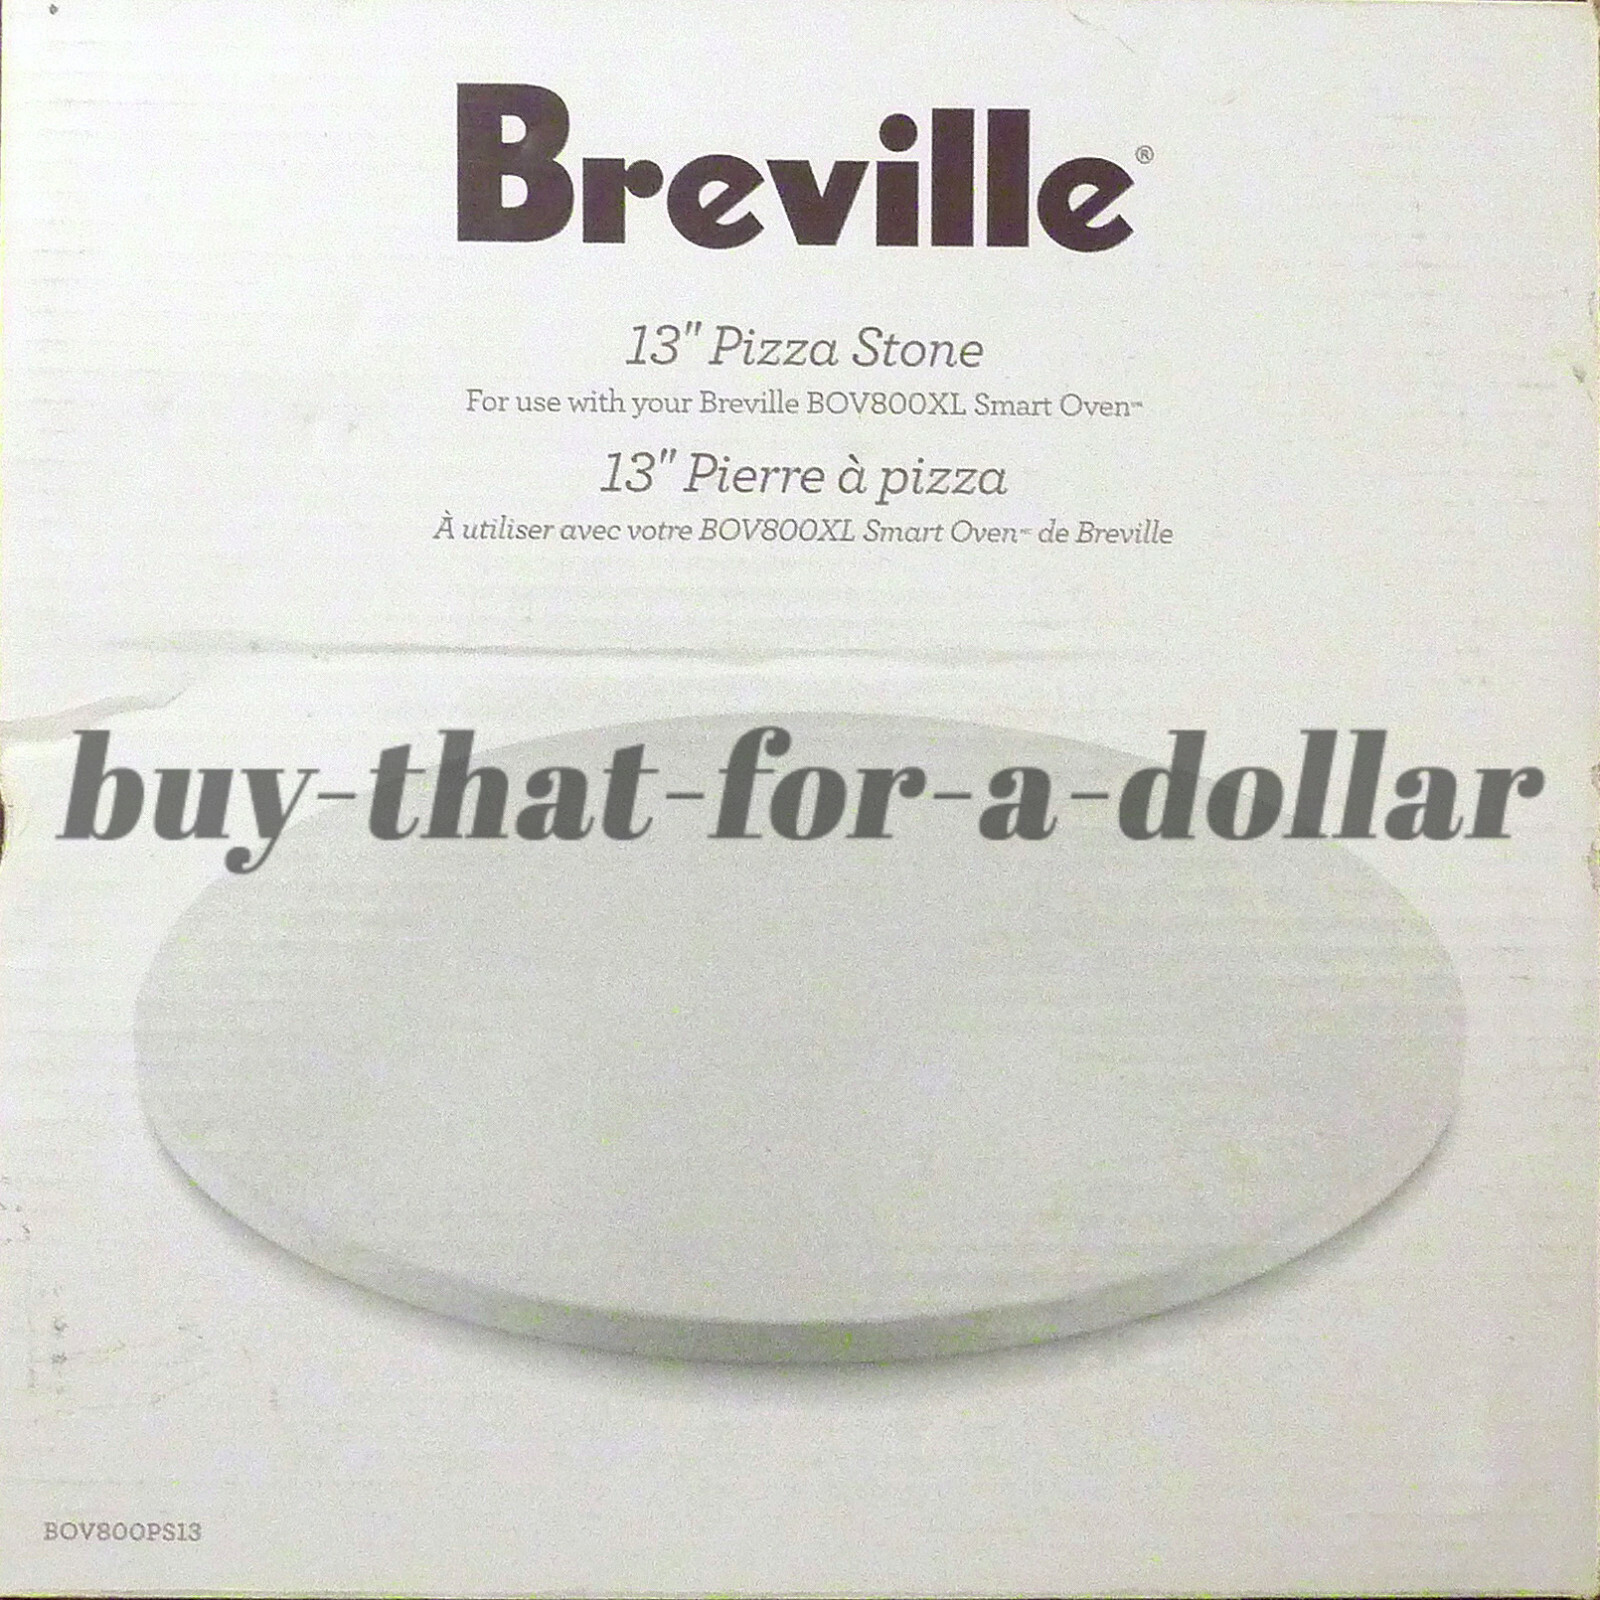 Breville®
13" Pizza Stone
For use with your Breville BOV800XL Smart Oven™
13" Pierre à pizza
À utiliser avec votre BOV800XL Smart Oven™ de Breville
buy-that-for-a-dollar
BOV800PS13